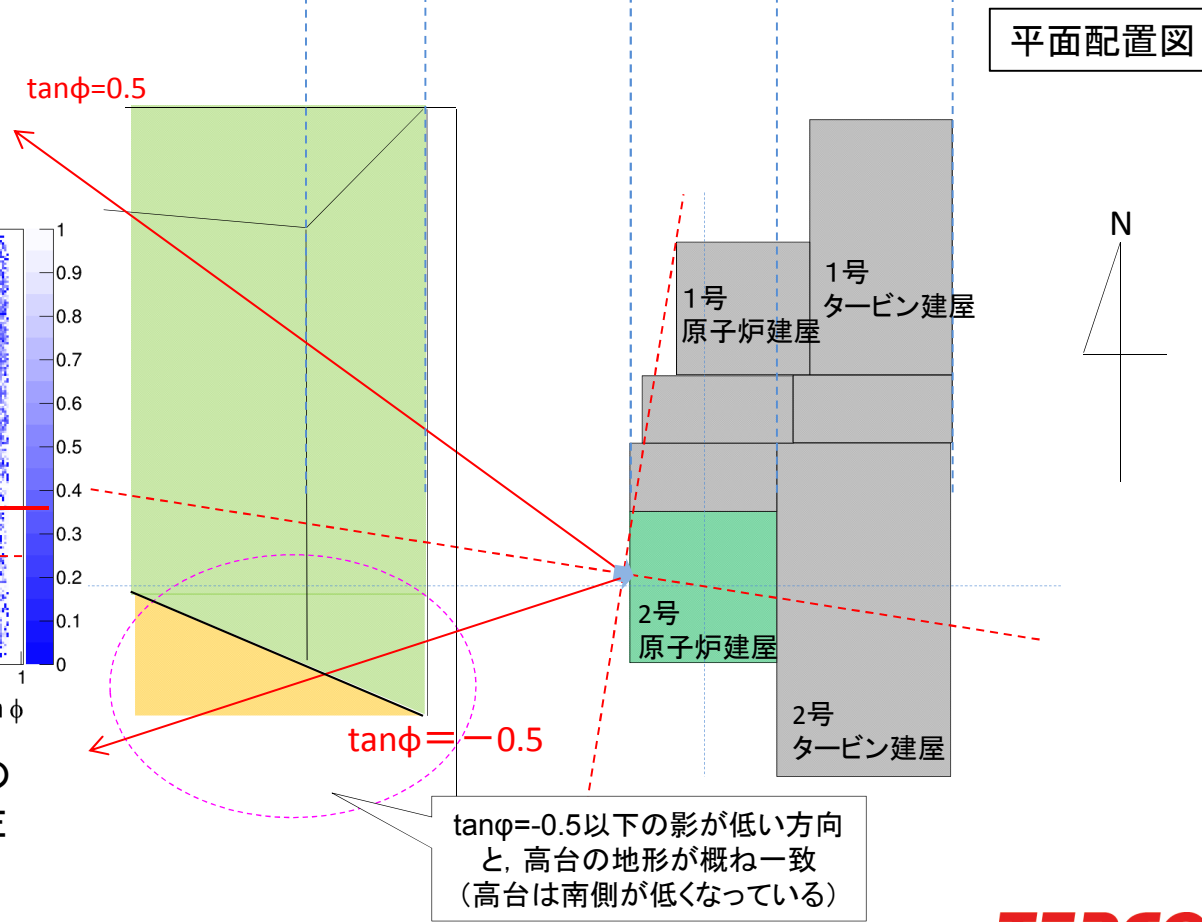 平面配置図
tanφ=0.5
N
1
0.9
0.8
0.7
0.6
0.5
0.4
0.3
0.2
0.1
0
1
φ
1号
原子炉建屋
1号
タービン建屋
2号
原子炉建屋
2号
タービン建屋
tanφ=－0.5
tanφ=-0.5以下の影が低い方向
と，高台の地形が概ね一致
（高台は南側が低くなっている）
の